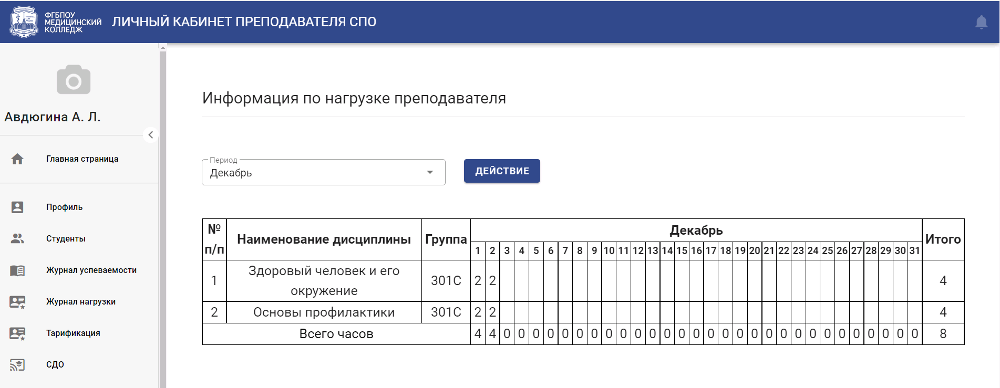 ФГБПОУ
МЕДИЦИНСКИЙ
КОЛЛЕДЖ
ЛИЧНЫЙ КАБИНЕТ ПРЕПОДАВАТЕЛЯ СПО
Авдюгина А. Л.
Главная страница
Профиль
Студенты
Журнал успеваемости
Журнал нагрузки
Тарификация
СДО
Информация по нагрузке преподавателя
Период
Декабрь
ДЕЙСТВИЕ
№ п/п Наименование дисциплины Группа Декабрь Итого
1 2 3 4 5 6 7 8 9 10 11 12 13 14 15 16 17 18 19 20 21 22 23 24 25 26 27 28 29 30 31
1 Здоровый человек и его окружение 301С 2 2 4
2 Основы профилактики 301С 2 2 4
Всего часов 4 4 0 0 0 0 0 0 0 0 0 0 0 0 0 0 0 0 0 0 0 0 0 0 0 0 0 0 0 0 0 8